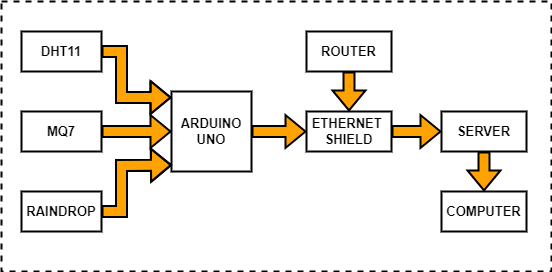 DHT11
ROUTER
MQ7
ARDUINO
UNO
ETHERNET
SHIELD
SERVER
RAINDROP
COMPUTER